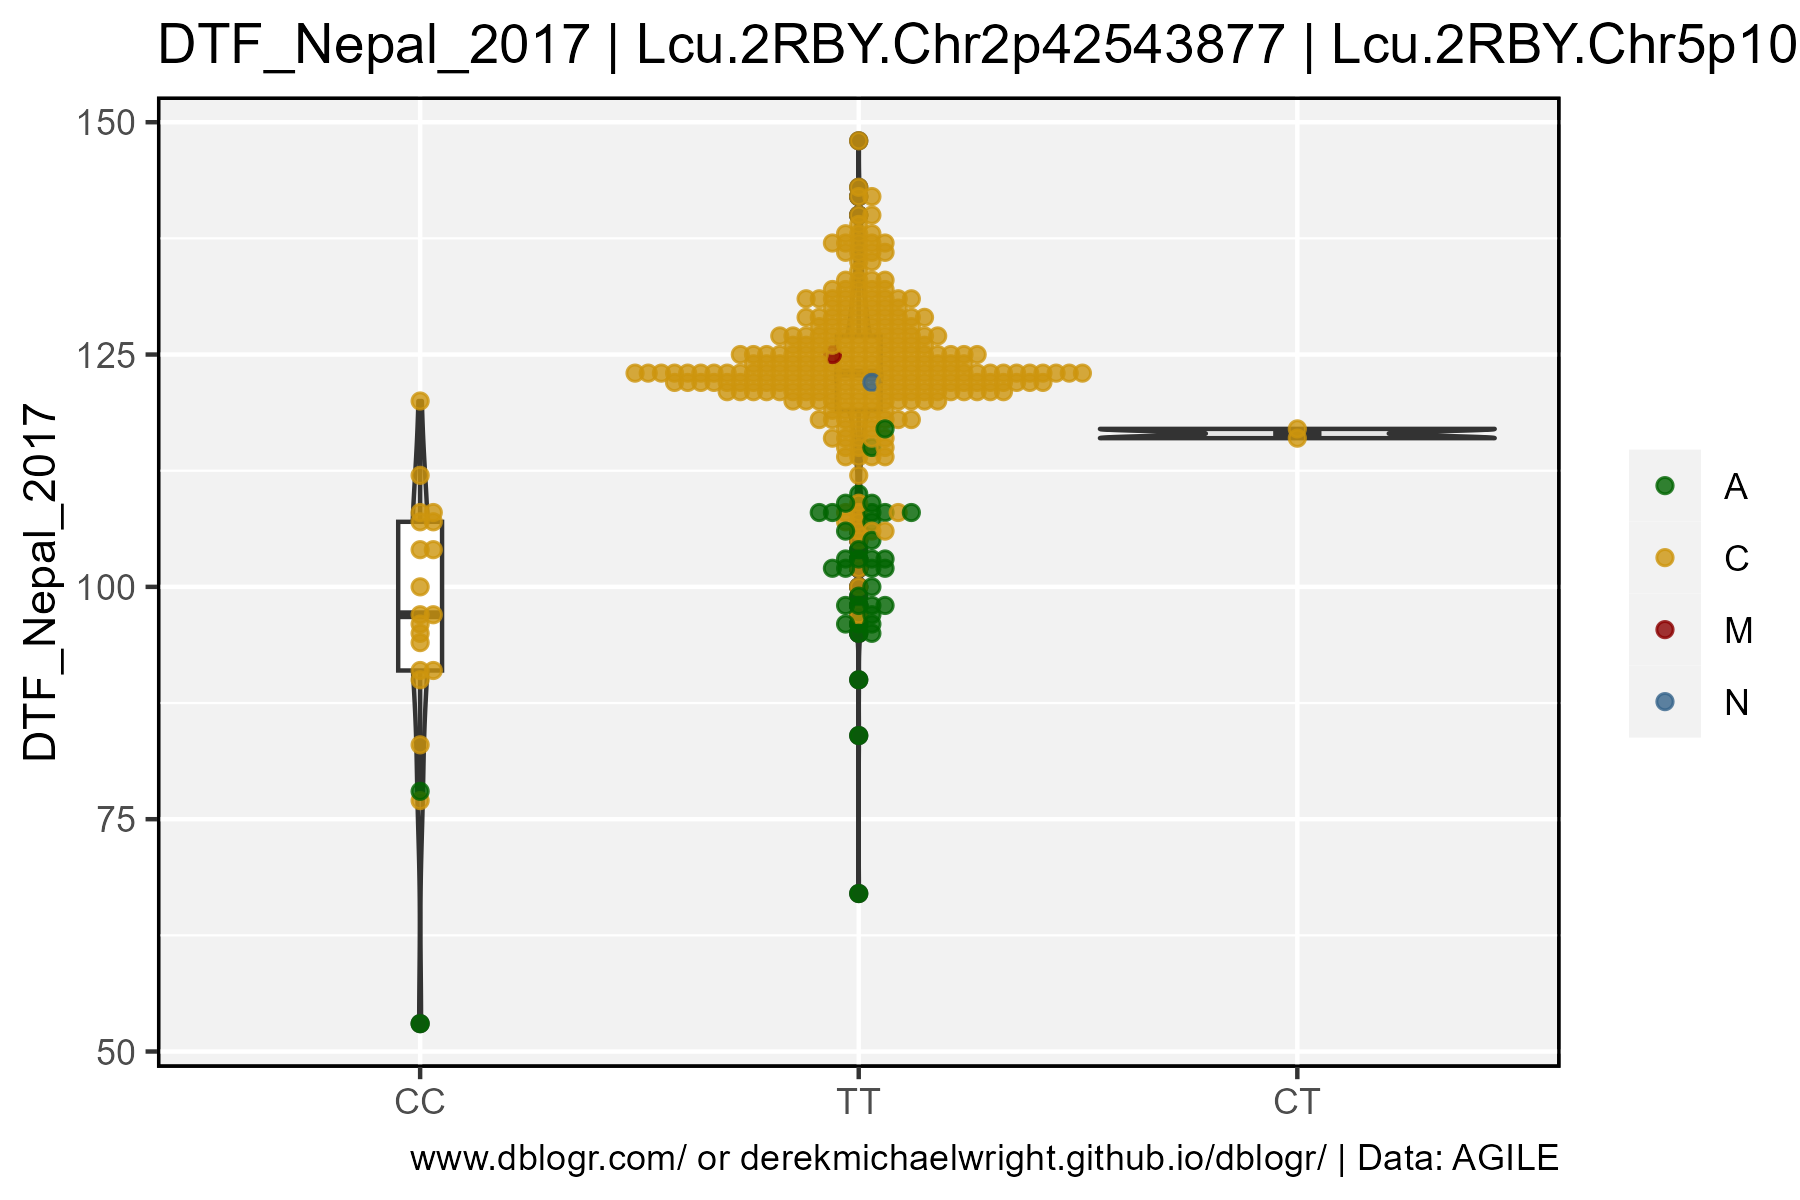 DTF_Nepal_2017 | Lcu.2RBY.Chr2p42543877 | Lcu.2RBY.Chr5p10
DTF_Nepal_2017
150
125
100
75
50
CC
TT
CT
A
C
M
N
www.dblogr.com/ or derekmichaelwright.github.io/dblogr/ | Data: AGILE